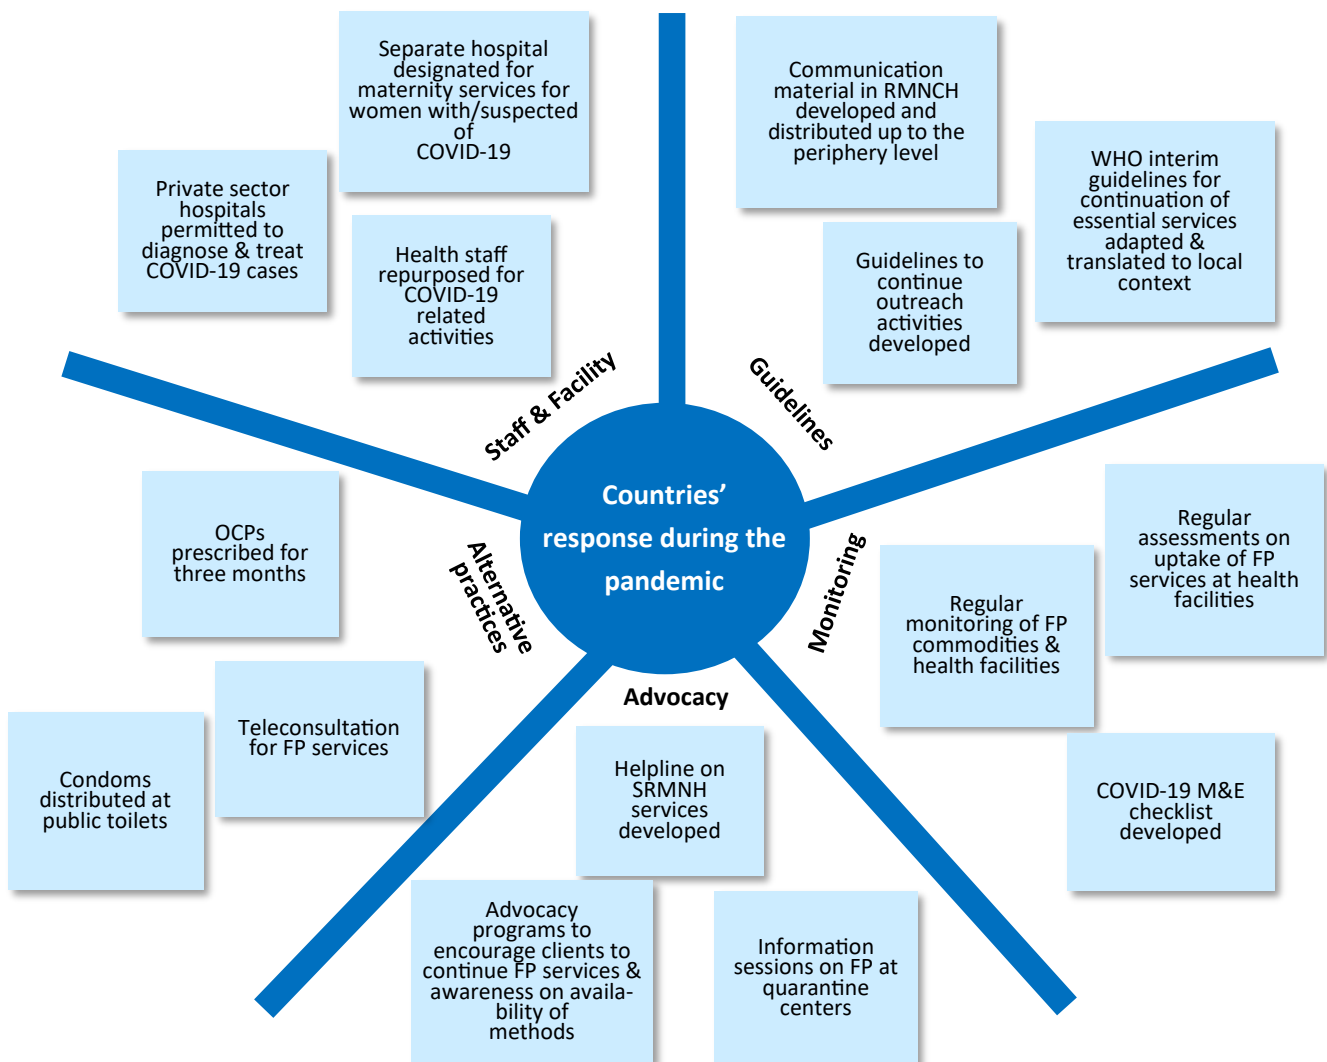 Separate hospital
designated for
maternity services for
women with/suspected
of
COVID-19
Private sector
hospitals
permitted to
diagnose & treat
COVID-19 cases
Health staff
repurposed for
COVID-19
related
activities
Staff & Facility
Communication
material in RMNCH
developed and
distributed up to the
periphery level
WHO interim
guidelines for
continuation of
essential services
adapted &
translated to local
context
Guidelines to
continue
outreach
activities
developed
Guidelines
Countries’
response during the
pandemic
OCPs
prescribed for
three months
Alternative
practices
Teleconsultation
for FP services
Condoms
distributed at
public toilets
Monitoring
Regular
assessments on
uptake of FP
services at health
facilities
Regular
monitoring of FP
commodities &
health facilities
COVID-19 M&E
checklist
developed
Advocacy
Helpline on
SRMNH
services
developed
Advocacy
programs to
encourage clients to
continue FP services &
awareness on availa-
bility of
methods
Information
sessions on FP at
quarantine
centers